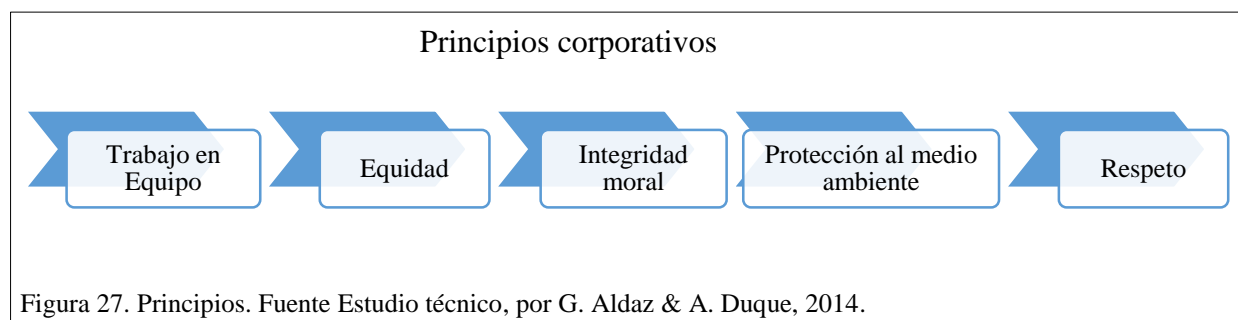 Principios corporativos
Trabajo en
Equipo
Equidad
Integridad
moral
Protección al medio
ambiente
Respeto
Figura 27. Principios. Fuente Estudio técnico, por G. Aldaz & A. Duque, 2014.